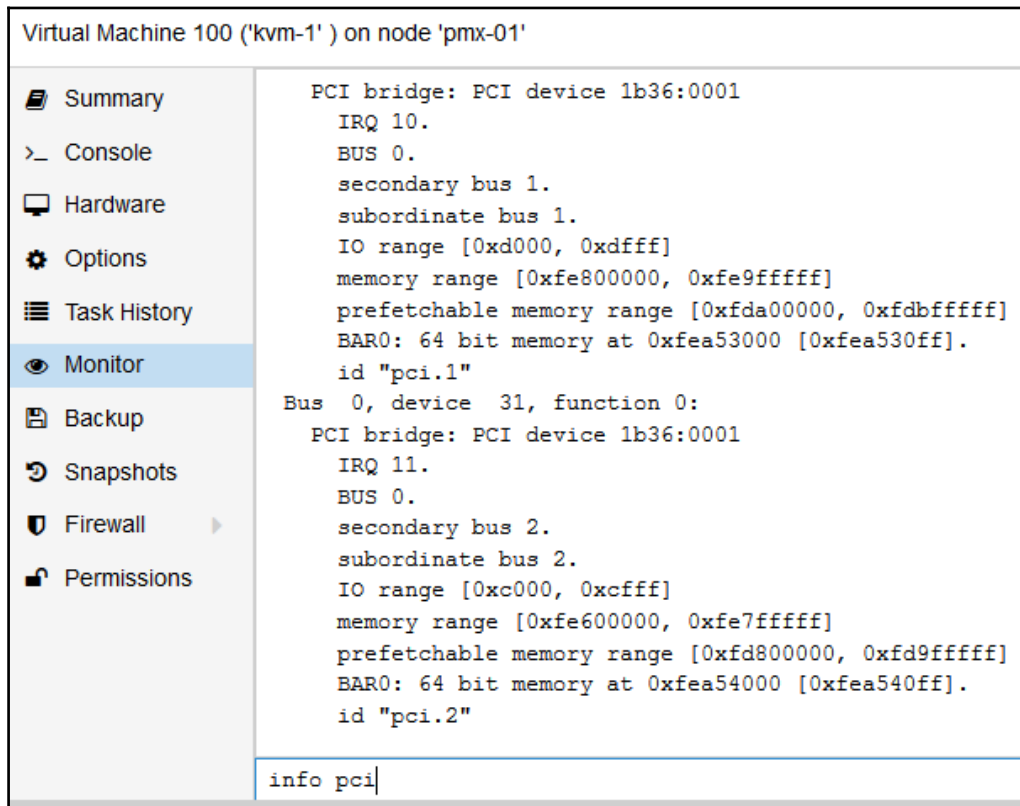 Virtual Machine 100 ('kvm-1' ) on node 'pmx-01'
Summary
Console
Hardware
Options
Task History
Monitor
Backup
Snapshots
Firewall
Permissions
PCI bridge: PCI device 1b36:0001
IRQ 10.
BUS 0.
secondary bus 1.
subordinate bus 1.
IO range [0xd000, 0xdfff]
memory range [0xfe800000, 0xfe9fffff]
prefetchable memory range [0xfda00000, 0xfdbfffff]
BAR0: 64 bit memory at 0xfea53000 [0xfea530ff].
id "pci.1"
Bus  0, device  31, function 0:
PCI bridge: PCI device 1b36:0001
IRQ 11.
BUS 0.
secondary bus 2.
subordinate bus 2.
IO range [0xc000, 0xcfff]
memory range [0xfe600000, 0xfe7fffff]
prefetchable memory range [0xfd800000, 0xfd9fffff]
BAR0: 64 bit memory at 0xfea54000 [0xfea540ff].
id "pci.2"
info pci